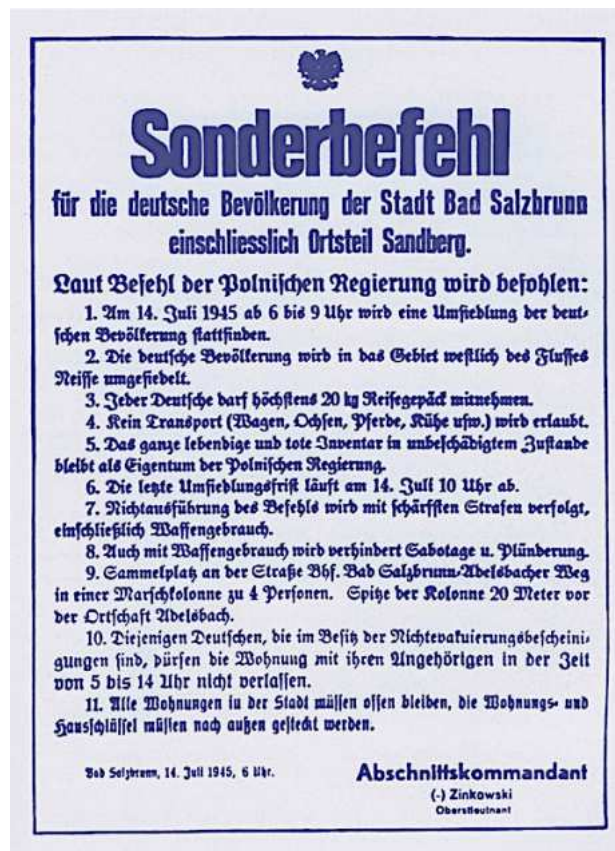 Sonderbefehl
für die deutsche Bevölkerung der Stadt Bad Salzbrunn
einschliesslich Ortsteil Sandberg.
Laut Befehl der Polnischen Regierung wird befohlen:
1. Am 14. Juli 1945 ab 6 bis 9 Uhr wird eine Umsiedlung der deut-
schen Bevölkerung stattfinden.
2. Die deutsche Bevölkerung wird in das Gebiet westlich des Flusses
Neisse umgesiedelt.
3. Jeder Deutsche darf höchstens 20 kg Reisegepäck mitnehmen.
4. Kein Transport (Wagen, Ochsen, Pferde, Kühe usw.) wird erlaubt.
5. Das ganze lebendige und tote Inventar in unbeschädigtem Zustande
bleibt als Eigentum der Polnischen Regierung.
6. Die letzte Umsiedlungsfrist läuft am 14. Juli 10 Uhr ab.
7. Nichtausführung des Befehls wird mit schärfsten Strafen verfolgt,
einschließlich Waffengebrauch.
8. Auch mit Waffengebrauch wird verhindert Sabotage u. Plünderung.
9. Sammelplatz an der Straße Bhf. Bad Salzbrunn-Adelsbacher Weg
in einer Marschkolonne zu 4 Personen. Spitze der Kolonne 20 Meter vor
der Ortschaft Adelsbach.
10. Diejenigen Deutschen, die im Besitz der Nichtevakuierungsbescheini-
gungen sind, dürfen die Wohnung mit ihren Angehörigen in der Zeit
von 5 bis 14 Uhr nicht verlassen.
11. Alle Wohnungen in der Stadt müssen offen bleiben, die Wohnungs- und
Hausschlüssel müssen nach außen gesteckt werden.
Bad Salzbrunn, 14. Juli 1945, 6 Uhr.
Abschnittskommandant
(-) Zinkowski
Oberstleutnant